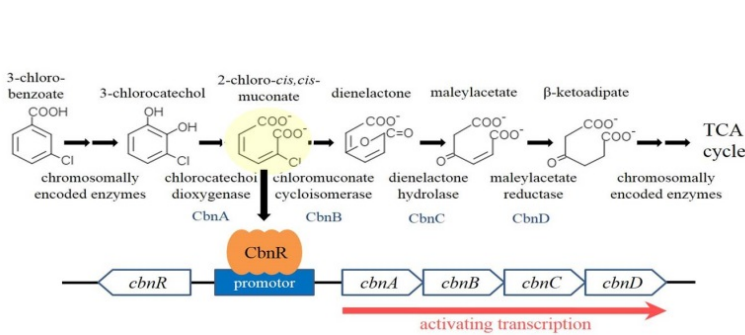 3-chloro-
benzoate
3-chlorocatechol
2-chloro-cis,cis-
muconate
dienelactone
maleylacetate
β-ketoadipate
COOH
Cl
OH
OH
Cl
COO⁻
COO⁻
Cl
COO⁻
O
C=O
COO⁻
COO⁻
O
COO⁻
COO⁻
O
TCA
cycle
chromosomally
encoded enzymes
chlorocatechol
dioxygenase
CbnA
chloromuconate
cycloisomerase
CbnB
dienelactone
hydrolase
CbnC
maleylacetate
reductase
CbnD
chromosomally
encoded enzymes
CbnR
promotor
cbnR
cbnA
cbnB
cbnC
cbnD
activating transcription